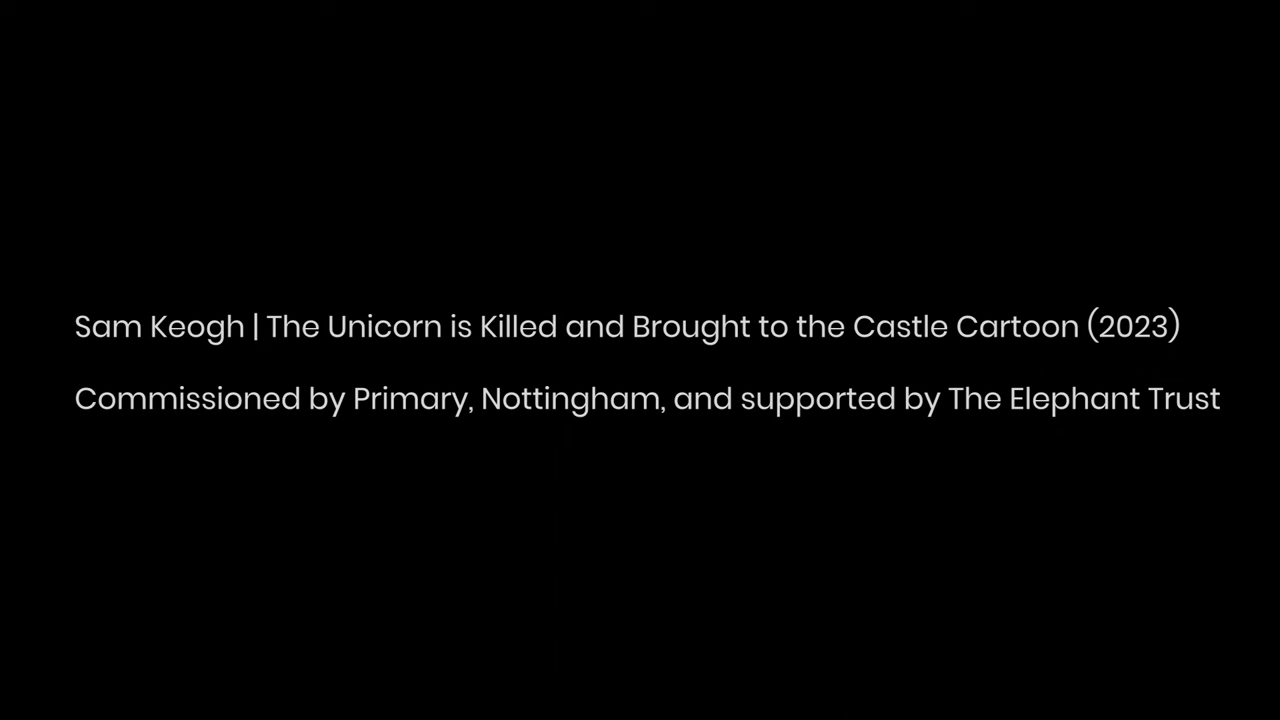 Sam Keogh | The Unicorn is Killed and Brought to the Castle Cartoon (2023)
Commissioned by Primary, Nottingham, and supported by The Elephant Trust